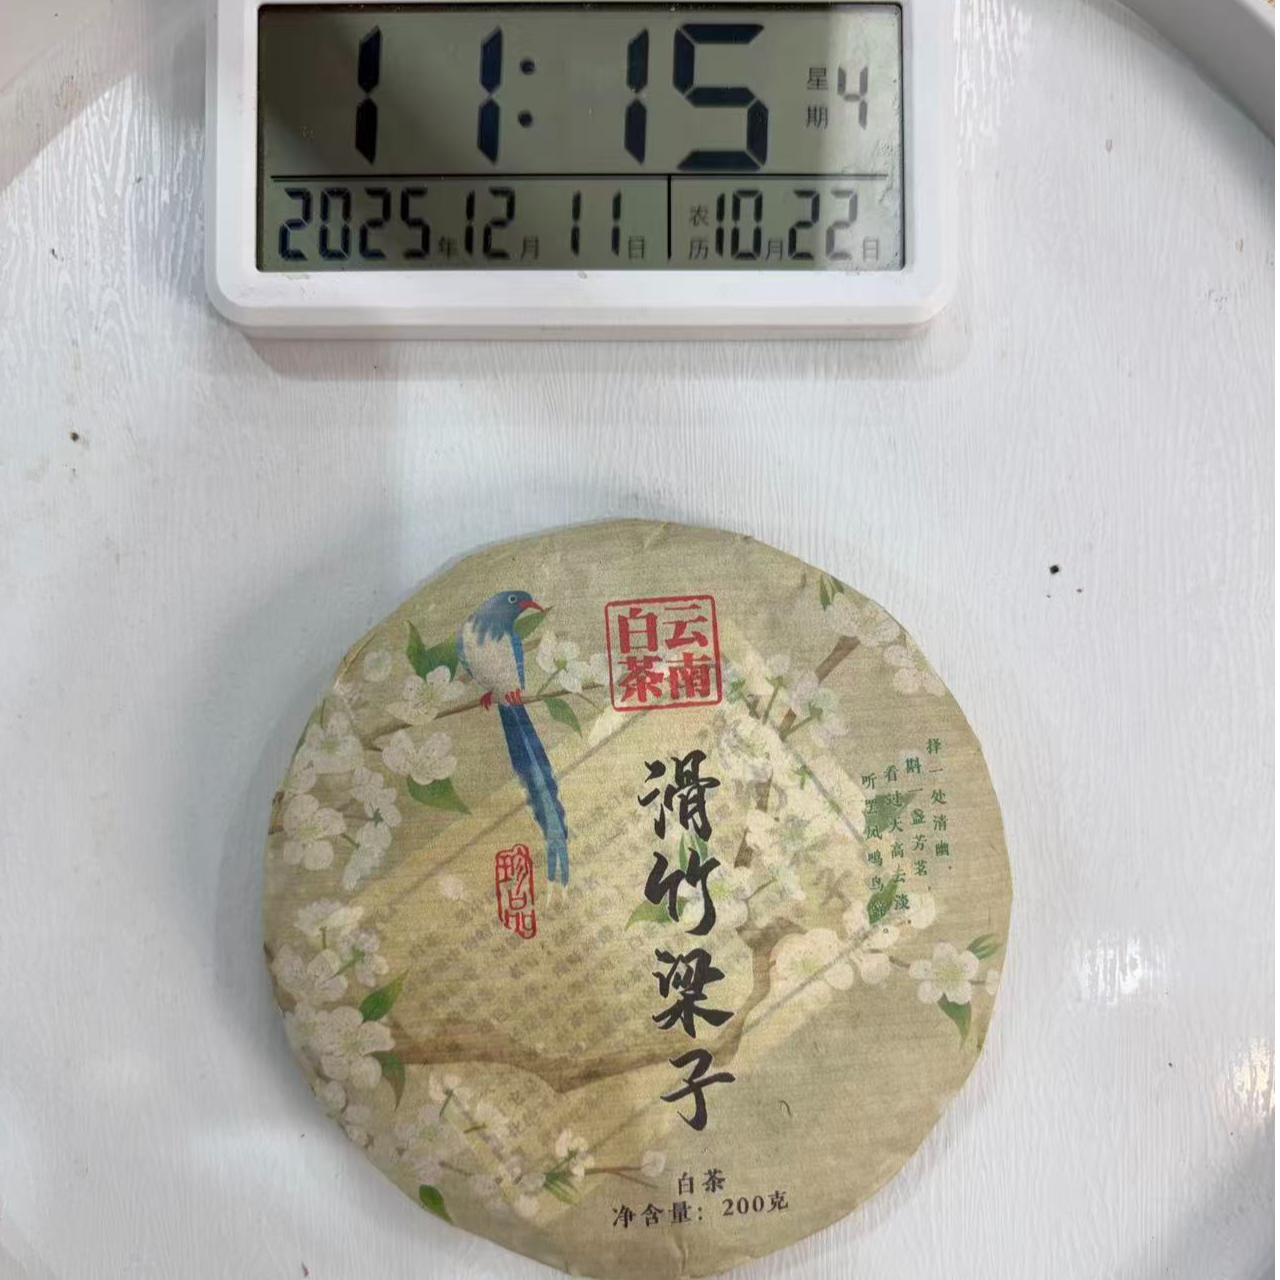 11:15 星期4
2025年12月11日 农历10月22日
云南
白茶
滑竹梁子
珍品
择一处清幽，
斟一盏芳茗，
看过天高云淡，
听罢凤鸣鸟
白茶
净含量：200克